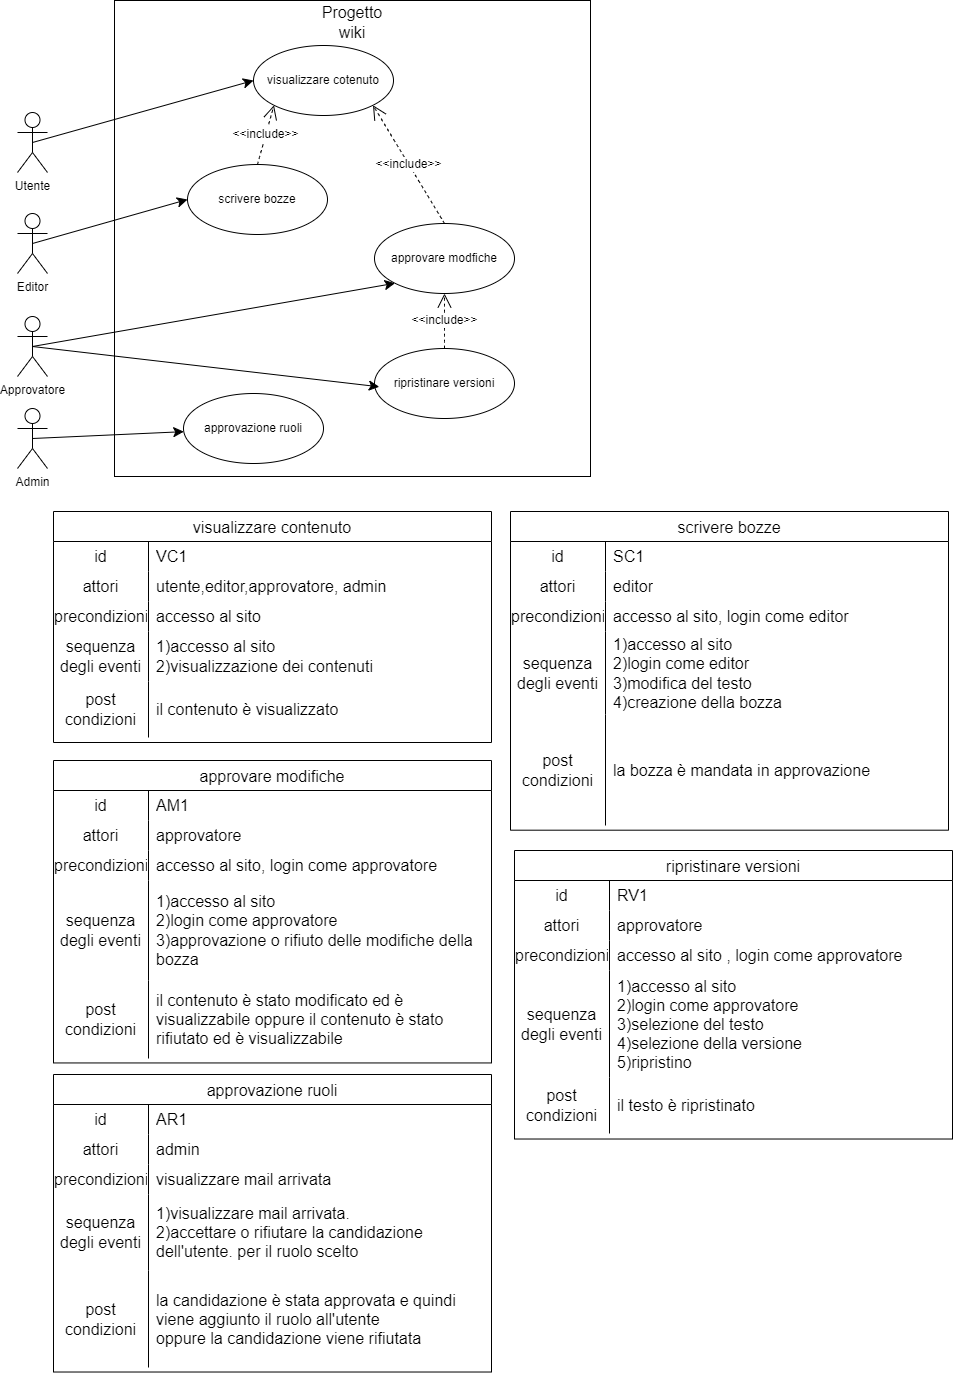 Progetto
wiki
visualizzare cotenuto
<<include>>
<<include>>
Utente
scrivere bozze
Editor
approvare modfiche
<<include>>
Approvatore
ripristinare versioni
approvazione ruoli
Admin
visualizzare contenuto
id
VC1
attori
utente,editor,approvatore, admin
precondizioni
accesso al sito
sequenza
degli eventi
1)accesso al sito
2)visualizzazione dei contenuti
post
condizioni
il contenuto è visualizzato
scrivere bozze
id
SC1
attori
editor
precondizioni
accesso al sito, login come editor
sequenza
degli eventi
1)accesso al sito
2)login come editor
3)modifica del testo
4)creazione della bozza
post
condizioni
la bozza è mandata in approvazione
approvare modifiche
id
AM1
attori
approvatore
precondizioni
accesso al sito, login come approvatore
sequenza
degli eventi
1)accesso al sito
2)login come approvatore
3)approvazione o rifiuto delle modifiche della
bozza
post
condizioni
il contenuto è stato modificato ed è
visualizzabile oppure il contenuto è stato
rifiutato ed è visualizzabile
ripristinare versioni
id
RV1
attori
approvatore
precondizioni
accesso al sito , login come approvatore
sequenza
degli eventi
1)accesso al sito
2)login come approvatore
3)selezione del testo
4)selezione della versione
5)ripristino
post
condizioni
il testo è ripristinato
approvazione ruoli
id
AR1
attori
admin
precondizioni
visualizzare mail arrivata
sequenza
degli eventi
1)visualizzare mail arrivata.
2)accettare o rifiutare la candidazione
dell'utente. per il ruolo scelto
post
condizioni
la candidazione è stata approvata e quindi
viene aggiunto il ruolo all'utente
oppure la candidazione viene rifiutata